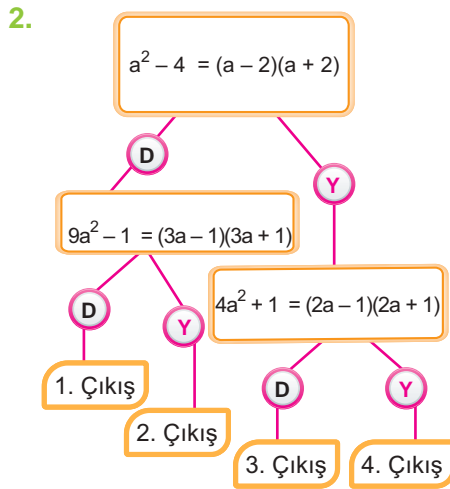 2.
a² – 4 = (a – 2)(a + 2)
D
Y
9a² – 1 = (3a – 1)(3a + 1)
4a² + 1 = (2a – 1)(2a + 1)
D
Y
1. Çıkış
2. Çıkış
D
Y
3. Çıkış
4. Çıkış